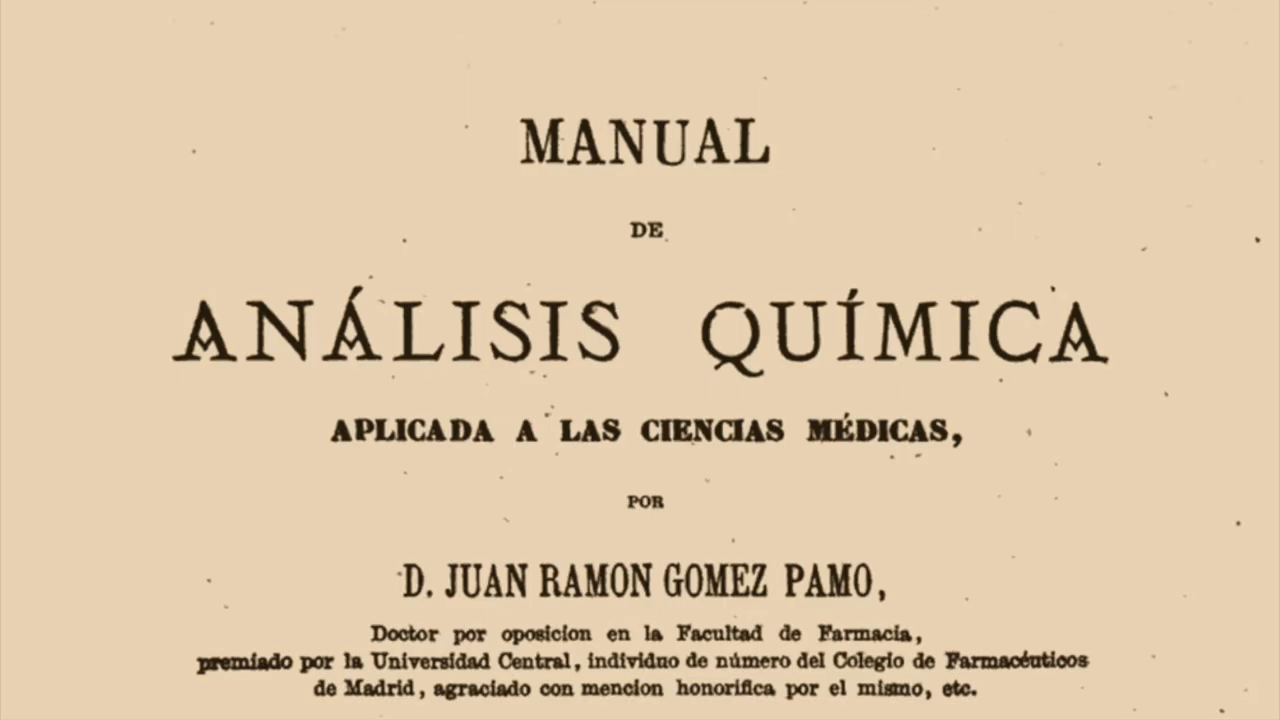 MANUAL
DE
ANÁLISIS QUÍMICA
APLICADA A LAS CIENCIAS MÉDICAS,
POR
D. JUAN RAMON GOMEZ PAMO,
Doctor por oposicion en la Facultad de Farmacia,
premiado por la Universidad Central, individuo de número del Colegio de Farmacéuticos
de Madrid, agraciado con mencion honorifica por el mismo, etc.